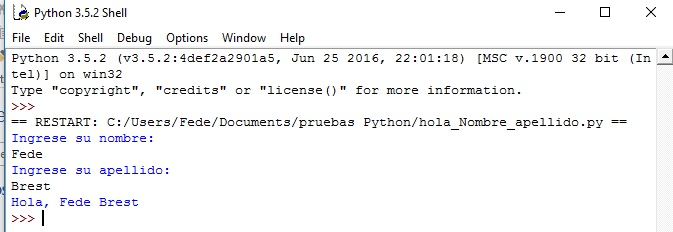 Python 3.5.2 Shell
File Edit Shell Debug Options Window Help
Python 3.5.2 (v3.5.2:4def2a2901a5, Jun 25 2016, 22:01:18) [MSC v.1900 32 bit (In
tel)] on win32
Type "copyright", "credits" or "license()" for more information.
>>>
== RESTART: C:/Users/Fede/Documents/pruebas Python/hola_Nombre_apellido.py ==
Ingrese su nombre:
Fede
Ingrese su apellido:
Brest
Hola, Fede Brest
>>>